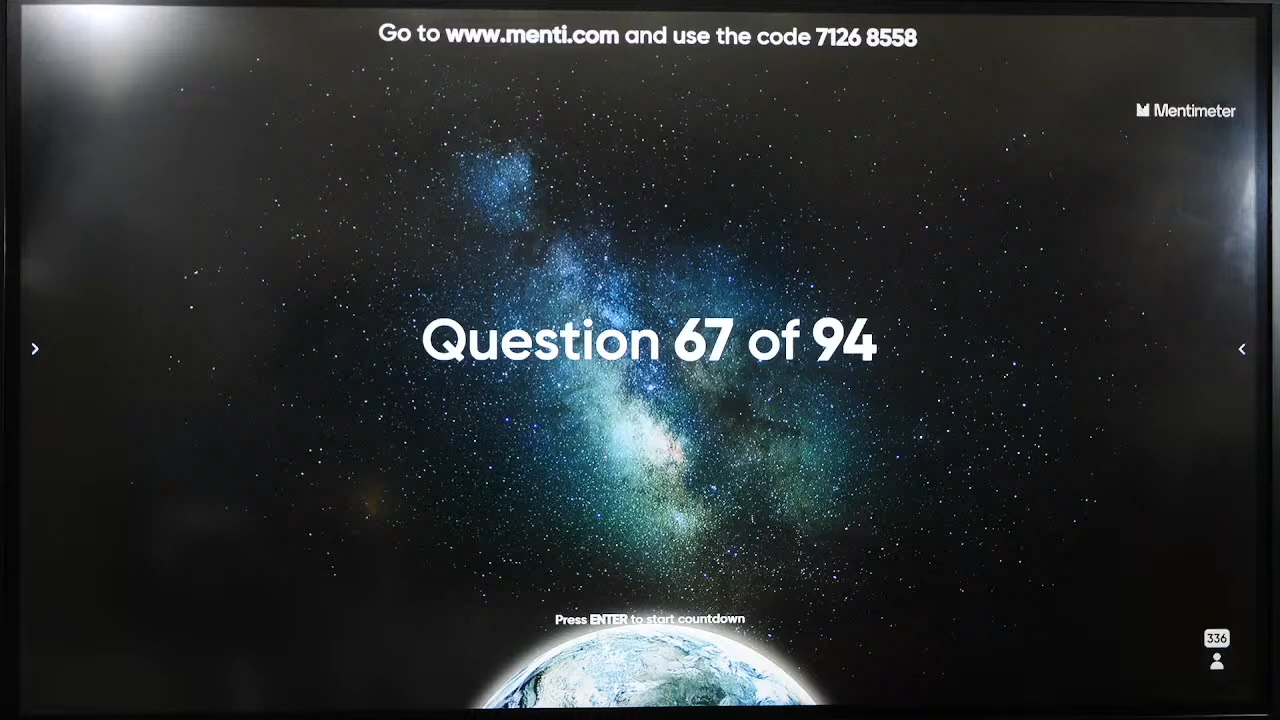 Go to www.menti.com and use the code 7126 8558
Mentimeter
Question 67 of 94
Press ENTER to start countdown
336